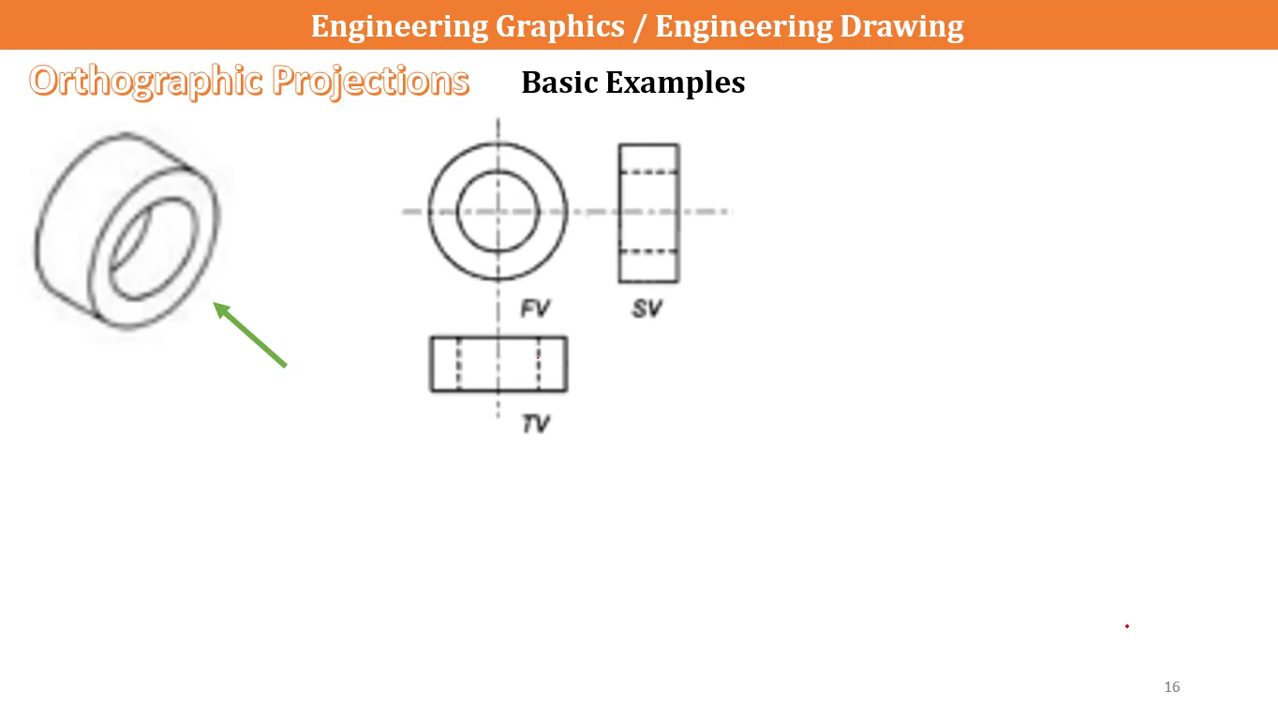 Engineering Graphics / Engineering Drawing
Orthographic Projections
Basic Examples
FV
SV
TV
16